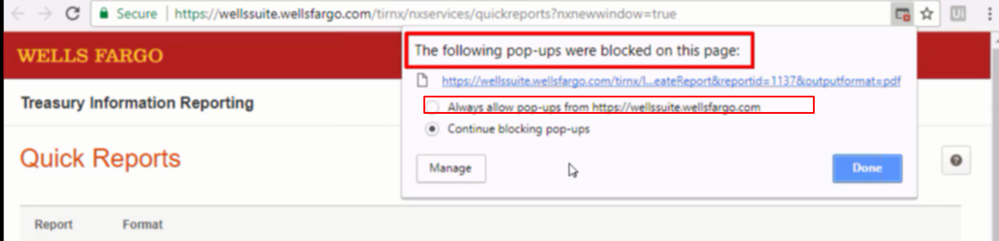 Secure | https://wellssuite.wellsfargo.com/tirnx/nxservices/quickreports?nxnewwindow=true
WELLS FARGO
The following pop-ups were blocked on this page:
https://wellssuite.wellsfargo.com/tirnx/I...eateReport&reportid=1137&outputformat=pdf
Treasury Information Reporting
Always allow pop-ups from https://wellssuite.wellsfargo.com
Continue blocking pop-ups
Quick Reports
Manage
Done
?
Report Format